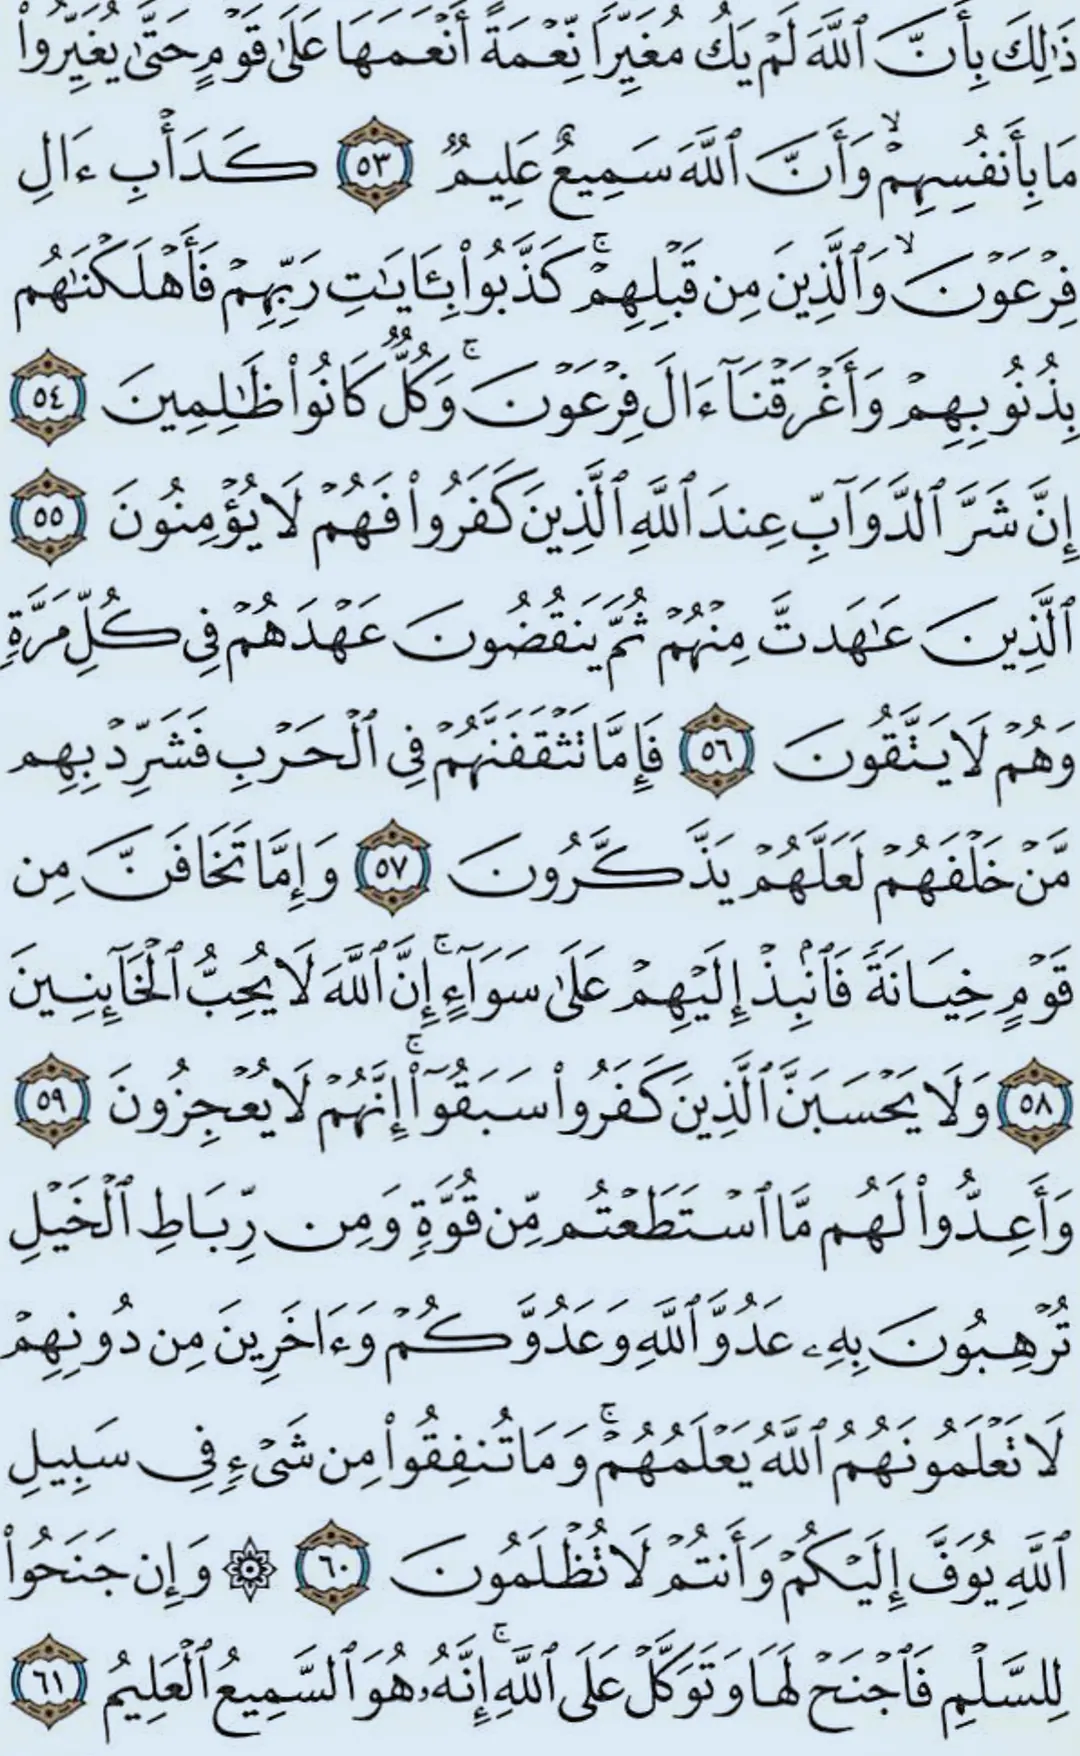 ذَٰلِكَ بِأَنَّ ٱللَّهَ لَمْ يَكُ مُغَيِّرًا نِّعْمَةً أَنْعَمَهَا عَلَىٰ قَوْمٍ حَتَّىٰ يُغَيِّرُوا۟
مَا بِأَنفُسِهِمْ ۙ وَأَنَّ ٱللَّهَ سَمِيعٌ عَلِيمٌ ٥٣ كَدَأْبِ ءَالِ
فِرْعَوْنَ ۙ وَٱلَّذِينَ مِن قَبْلِهِمْ ۚ كَذَّبُوا۟ بِـَٔايَـٰتِ رَبِّهِمْ فَأَهْلَكْنَـٰهُم
بِذُنُوبِهِمْ وَأَغْرَقْنَآ ءَالَ فِرْعَوْنَ ۚ وَكُلٌّ كَانُوا۟ ظَـٰلِمِينَ ٥٤
إِنَّ شَرَّ ٱلدَّوَآبِّ عِندَ ٱللَّهِ ٱلَّذِينَ كَفَرُوا۟ فَهُمْ لَا يُؤْمِنُونَ ٥٥
ٱلَّذِينَ عَـٰهَدتَّ مِنْهُمْ ثُمَّ يَنقُضُونَ عَهْدَهُمْ فِى كُلِّ مَرَّةٍ
وَهُمْ لَا يَتَّقُونَ ٥٦ فَإِمَّا تَثْقَفَنَّهُمْ فِى ٱلْحَرْبِ فَشَرِّدْ بِهِم
مَّنْ خَلْفَهُمْ لَعَلَّهُمْ يَذَّكَّرُونَ ٥٧ وَإِمَّا تَخَافَنَّ مِن
قَوْمٍ خِيَانَةً فَٱنۢبِذْ إِلَيْهِمْ عَلَىٰ سَوَآءٍ ۚ إِنَّ ٱللَّهَ لَا يُحِبُّ ٱلْخَآئِنِينَ
٥٨ وَلَا يَحْسَبَنَّ ٱلَّذِينَ كَفَرُوا۟ سَبَقُوٓا۟ ۚ إِنَّهُمْ لَا يُعْجِزُونَ ٥٩
وَأَعِدُّوا۟ لَهُم مَّا ٱسْتَطَعْتُم مِّن قُوَّةٍ وَمِن رِّبَاطِ ٱلْخَيْلِ
تُرْهِبُونَ بِهِۦ عَدُوَّ ٱللَّهِ وَعَدُوَّكُمْ وَءَاخَرِينَ مِن دُونِهِمْ
لَا تَعْلَمُونَهُمُ ٱللَّهُ يَعْلَمُهُمْ ۚ وَمَا تُنفِقُوا۟ مِن شَىْءٍ فِى سَبِيلِ
ٱللَّهِ يُوَفَّ إِلَيْكُمْ وَأَنتُمْ لَا تُظْلَمُونَ ٦٠ ۞ وَإِن جَنَحُوا۟
لِلسَّلْمِ فَٱجْنَحْ لَهَا وَتَوَكَّلْ عَلَى ٱللَّهِ ۚ إِنَّهُۥ هُوَ ٱلسَّمِيعُ ٱلْعَلِيمُ ٦١